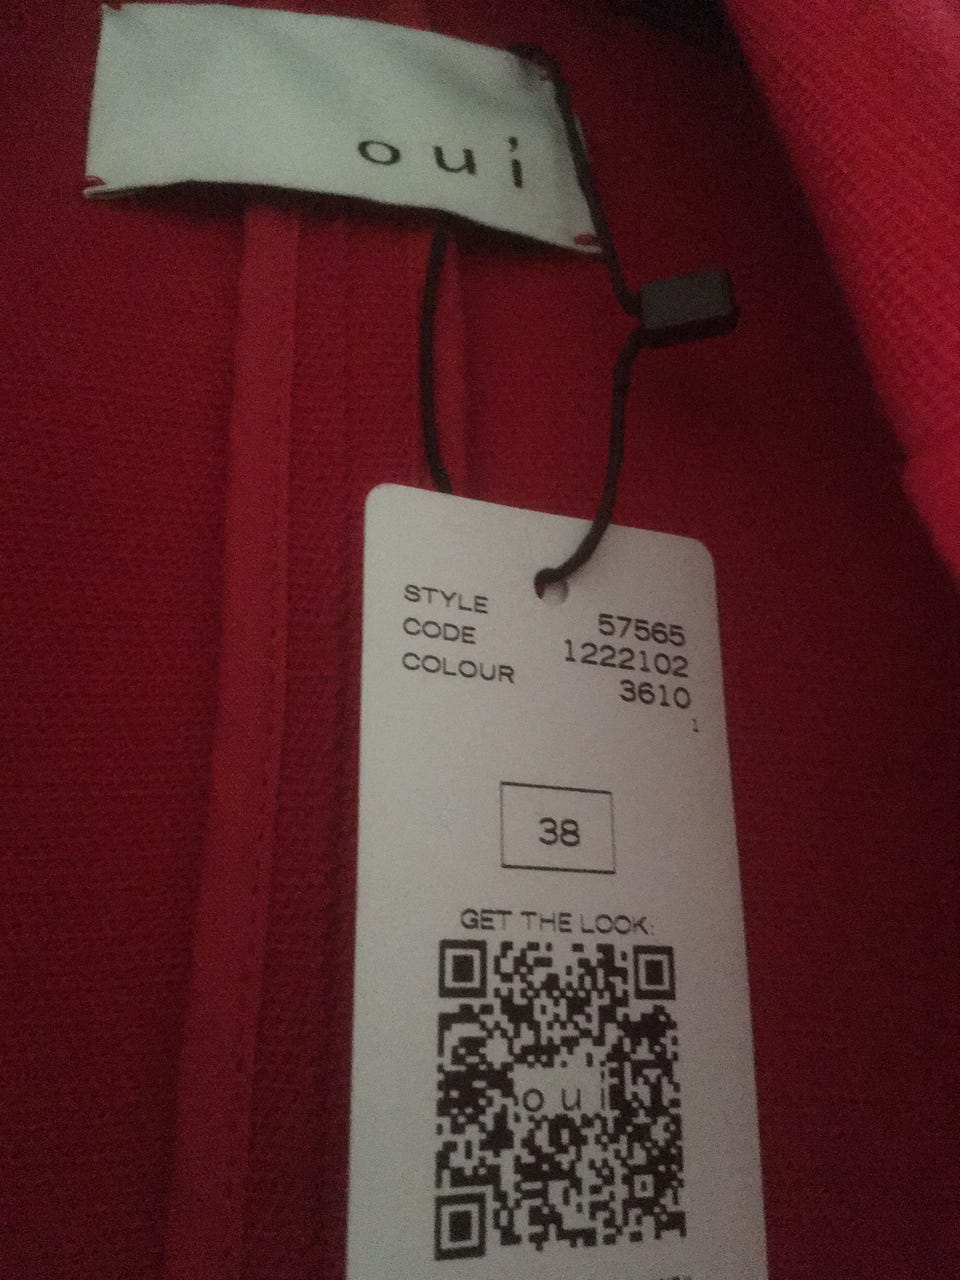 oui
STYLE 57565
CODE 1222102
COLOUR 3610
1
38
GET THE LOOK:
oui